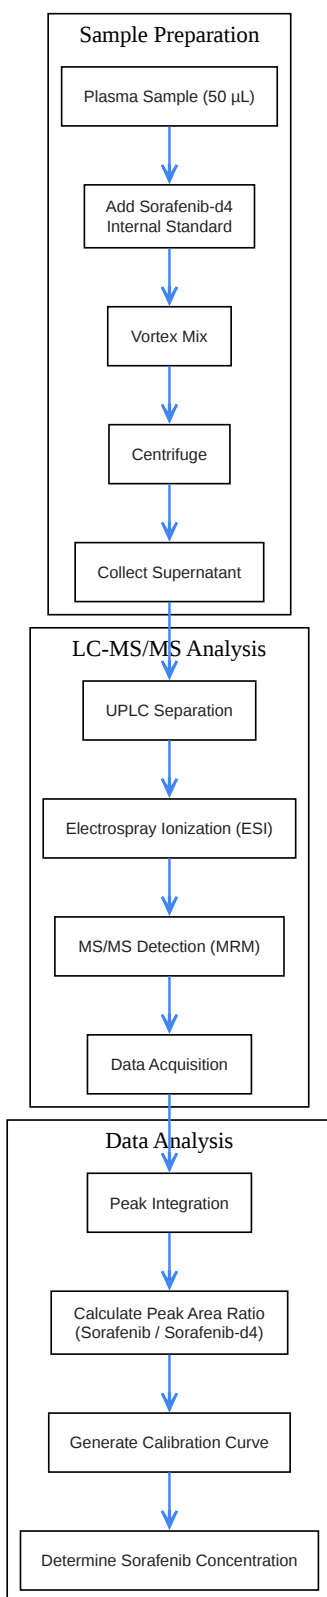 Sample Preparation
Plasma Sample (50 µL)
Add Sorafenib-d4
Internal Standard
Vortex Mix
Centrifuge
Collect Supernatant
LC-MS/MS Analysis
UPLC Separation
Electrospray Ionization (ESI)
MS/MS Detection (MRM)
Data Acquisition
Data Analysis
Peak Integration
Calculate Peak Area Ratio
(Sorafenib / Sorafenib-d4)
Generate Calibration Curve
Determine Sorafenib Concentration